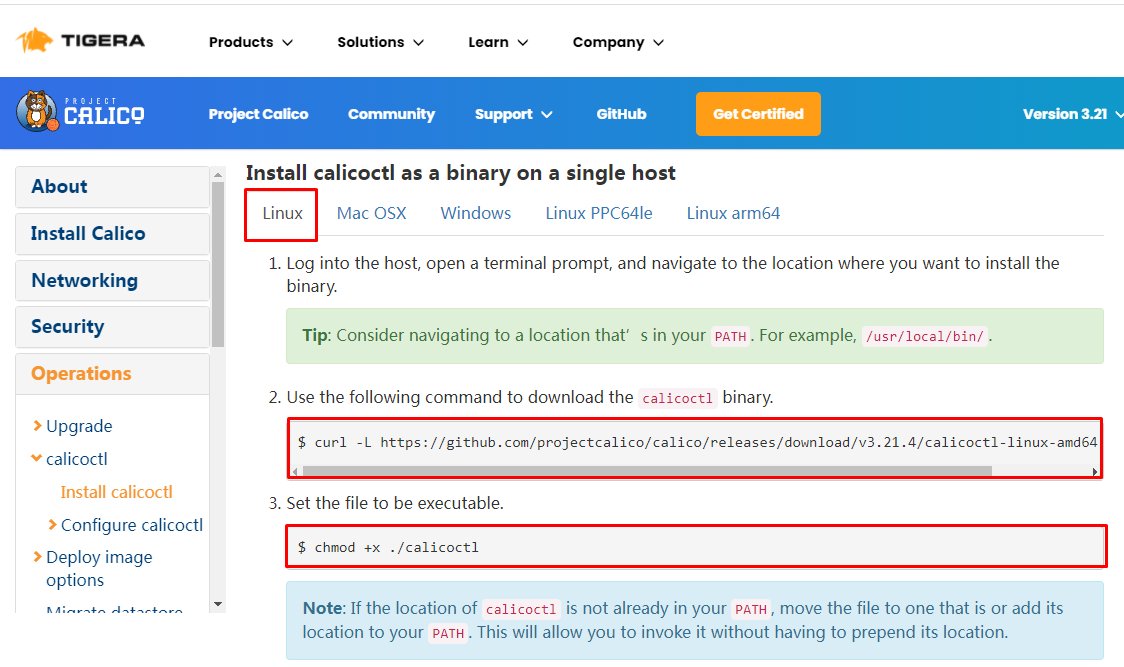 TIGERA
Products
Solutions
Learn
Company
PROJECT
CALICO
Project Calico
Community
Support
GitHub
Get Certified
Version 3.21
About
Install Calico
Networking
Security
Operations
Upgrade
calicoctl
Install calicoctl
Configure calicoctl
Deploy image
options
Migrate datastore
Install calicoctl as a binary on a single host
Linux
Mac OSX
Windows
Linux PPC64le
Linux arm64
1. Log into the host, open a terminal prompt, and navigate to the location where you want to install the
binary.
Tip: Consider navigating to a location that’s in your PATH. For example, /usr/local/bin/.
2. Use the following command to download the calicoctl binary.
$ curl -L https://github.com/projectcalico/calico/releases/download/v3.21.4/calicoctl-linux-amd64
3. Set the file to be executable.
$ chmod +x ./calicoctl
Note: If the location of calicoctl is not already in your PATH, move the file to one that is or add its
location to your PATH. This will allow you to invoke it without having to prepend its location.